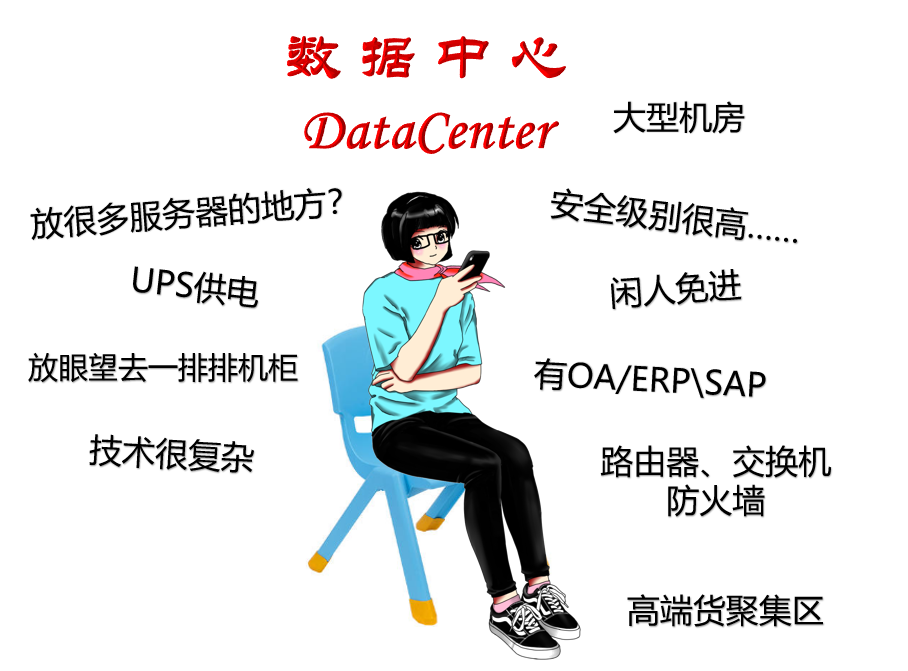 数据中心
DataCenter
大型机房
放很多服务器的地方？
安全级别很高......
UPS供电
闲人免进
放眼望去一排排机柜
有OA/ERP\SAP
技术很复杂
路由器、交换机
防火墙
高端货聚集区